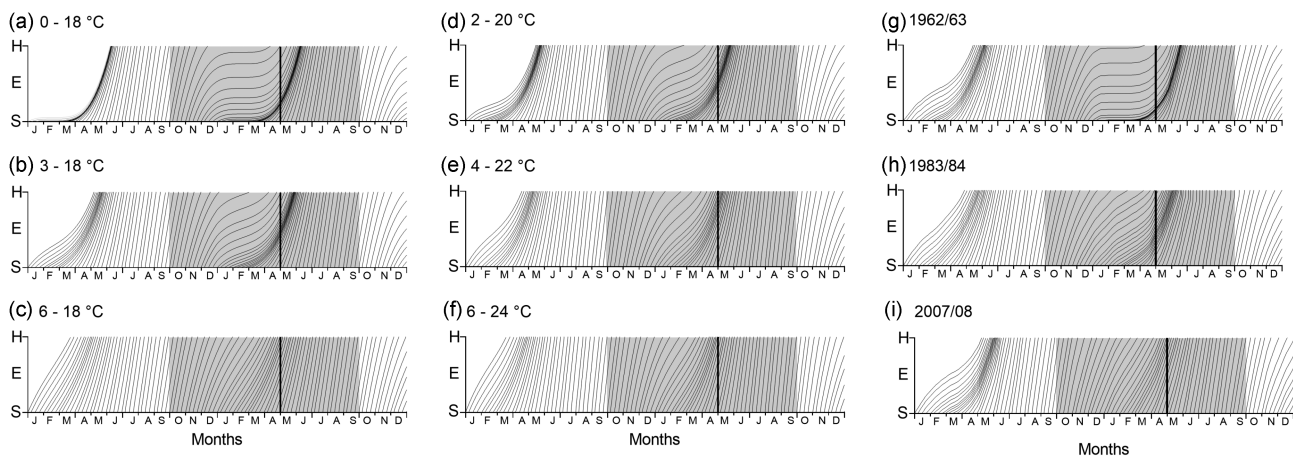 (a) 0 - 18 °C
H
E
S
J F M A M J J A S O N D J F M A M J J A S O N D
(b) 3 - 18 °C
H
E
S
J F M A M J J A S O N D J F M A M J J A S O N D
(c) 6 - 18 °C
H
E
S
J F M A M J J A S O N D J F M A M J J A S O N D
Months
(d) 2 - 20 °C
H
E
S
J F M A M J J A S O N D J F M A M J J A S O N D
(e) 4 - 22 °C
H
E
S
J F M A M J J A S O N D J F M A M J J A S O N D
(f) 6 - 24 °C
H
E
S
J F M A M J J A S O N D J F M A M J J A S O N D
Months
(g) 1962/63
H
E
S
J F M A M J J A S O N D J F M A M J J A S O N D
(h) 1983/84
H
E
S
J F M A M J J A S O N D J F M A M J J A S O N D
(i) 2007/08
H
E
S
J F M A M J J A S O N D J F M A M J J A S O N D
Months